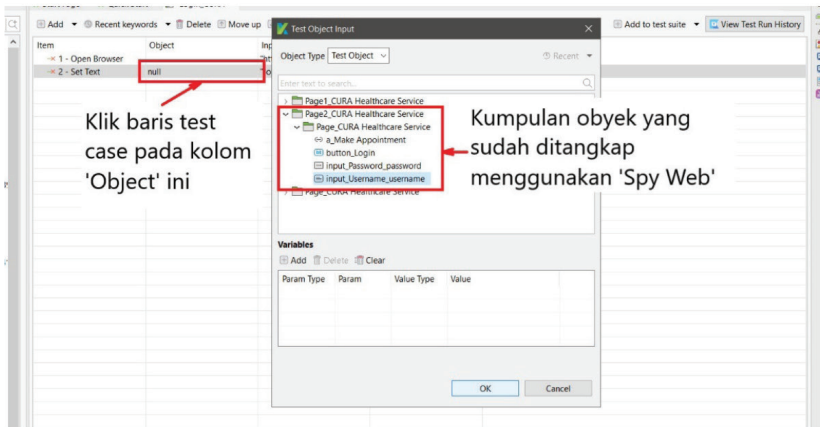 Add Recent keywords Delete Move up
Add to test suite View Test Run History
Item Object
1 - Open Browser
2 - Set Text null
Klik baris test
case pada kolom
'Object' ini
Test Object Input
Object Type Test Object Recent
Enter text to search...
Page1_CURA Healthcare Service
Page2_CURA Healthcare Service
Page_CURA Healthcare Service
a_Make Appointment
button_Login
input_Password_password
input_Username_username
Page_CURA Healthcare Service
Kumpulan obyek yang
sudah ditangkap
menggunakan 'Spy Web'
Variables
Add Delete Clear
Param Type Param Value Type Value
OK Cancel